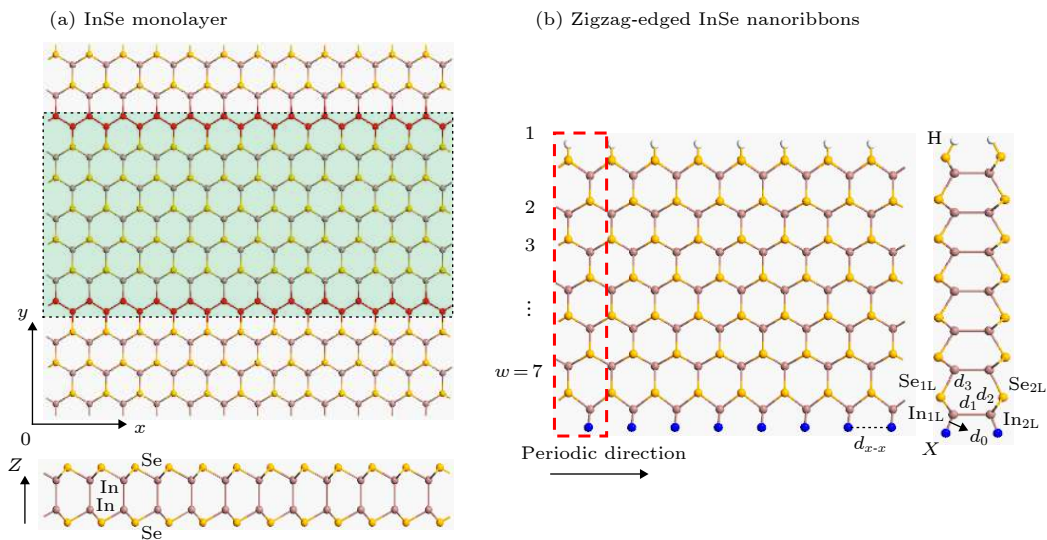 (a) InSe monolayer
(b) Zigzag-edged InSe nanoribbons
y
0
x
Z
Se
In
In
Se
1
2
3
⋮
w = 7
H
Se1L
d3
d2
Se2L
d1
In1L
In2L
d0
X
dx-x
Periodic direction